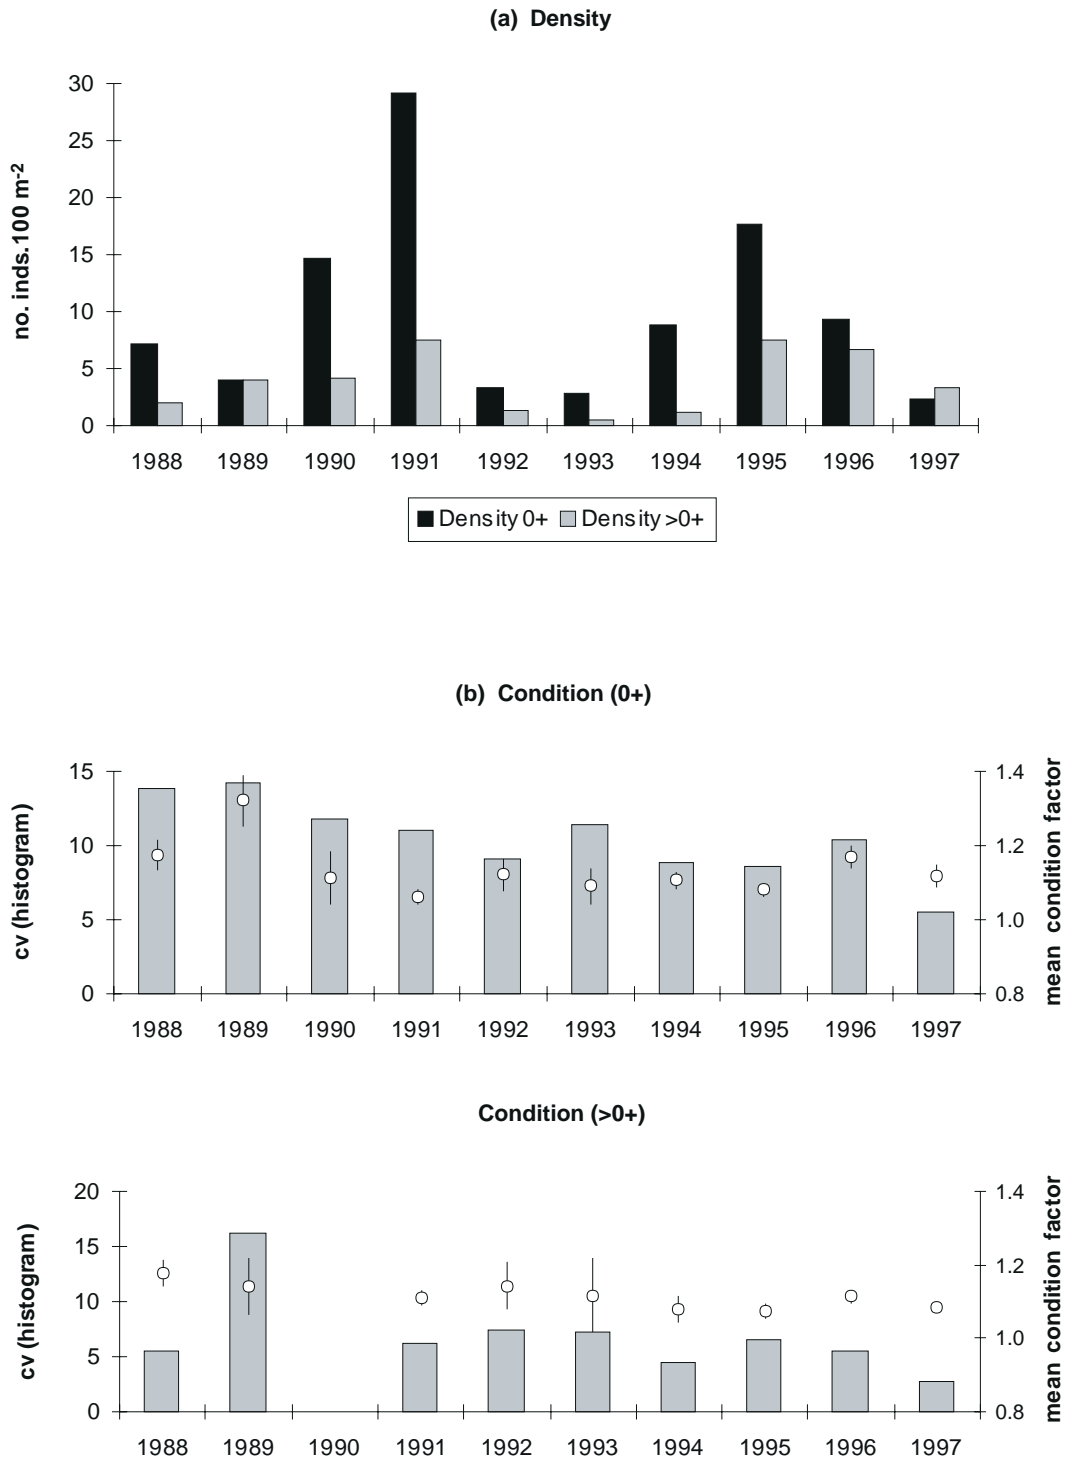 (a) Density
no. inds.100 m-2
30
25
20
15
10
5
0
1988 1989 1990 1991 1992 1993 1994 1995 1996 1997
Density 0+ Density >0+
(b) Condition (0+)
cv (histogram)
15
10
5
0
1.4
1.2
1.0
0.8
mean condition factor
1988 1989 1990 1991 1992 1993 1994 1995 1996 1997
Condition (>0+)
cv (histogram)
20
15
10
5
0
1.4
1.2
1.0
0.8
mean condition factor
1988 1989 1990 1991 1992 1993 1994 1995 1996 1997